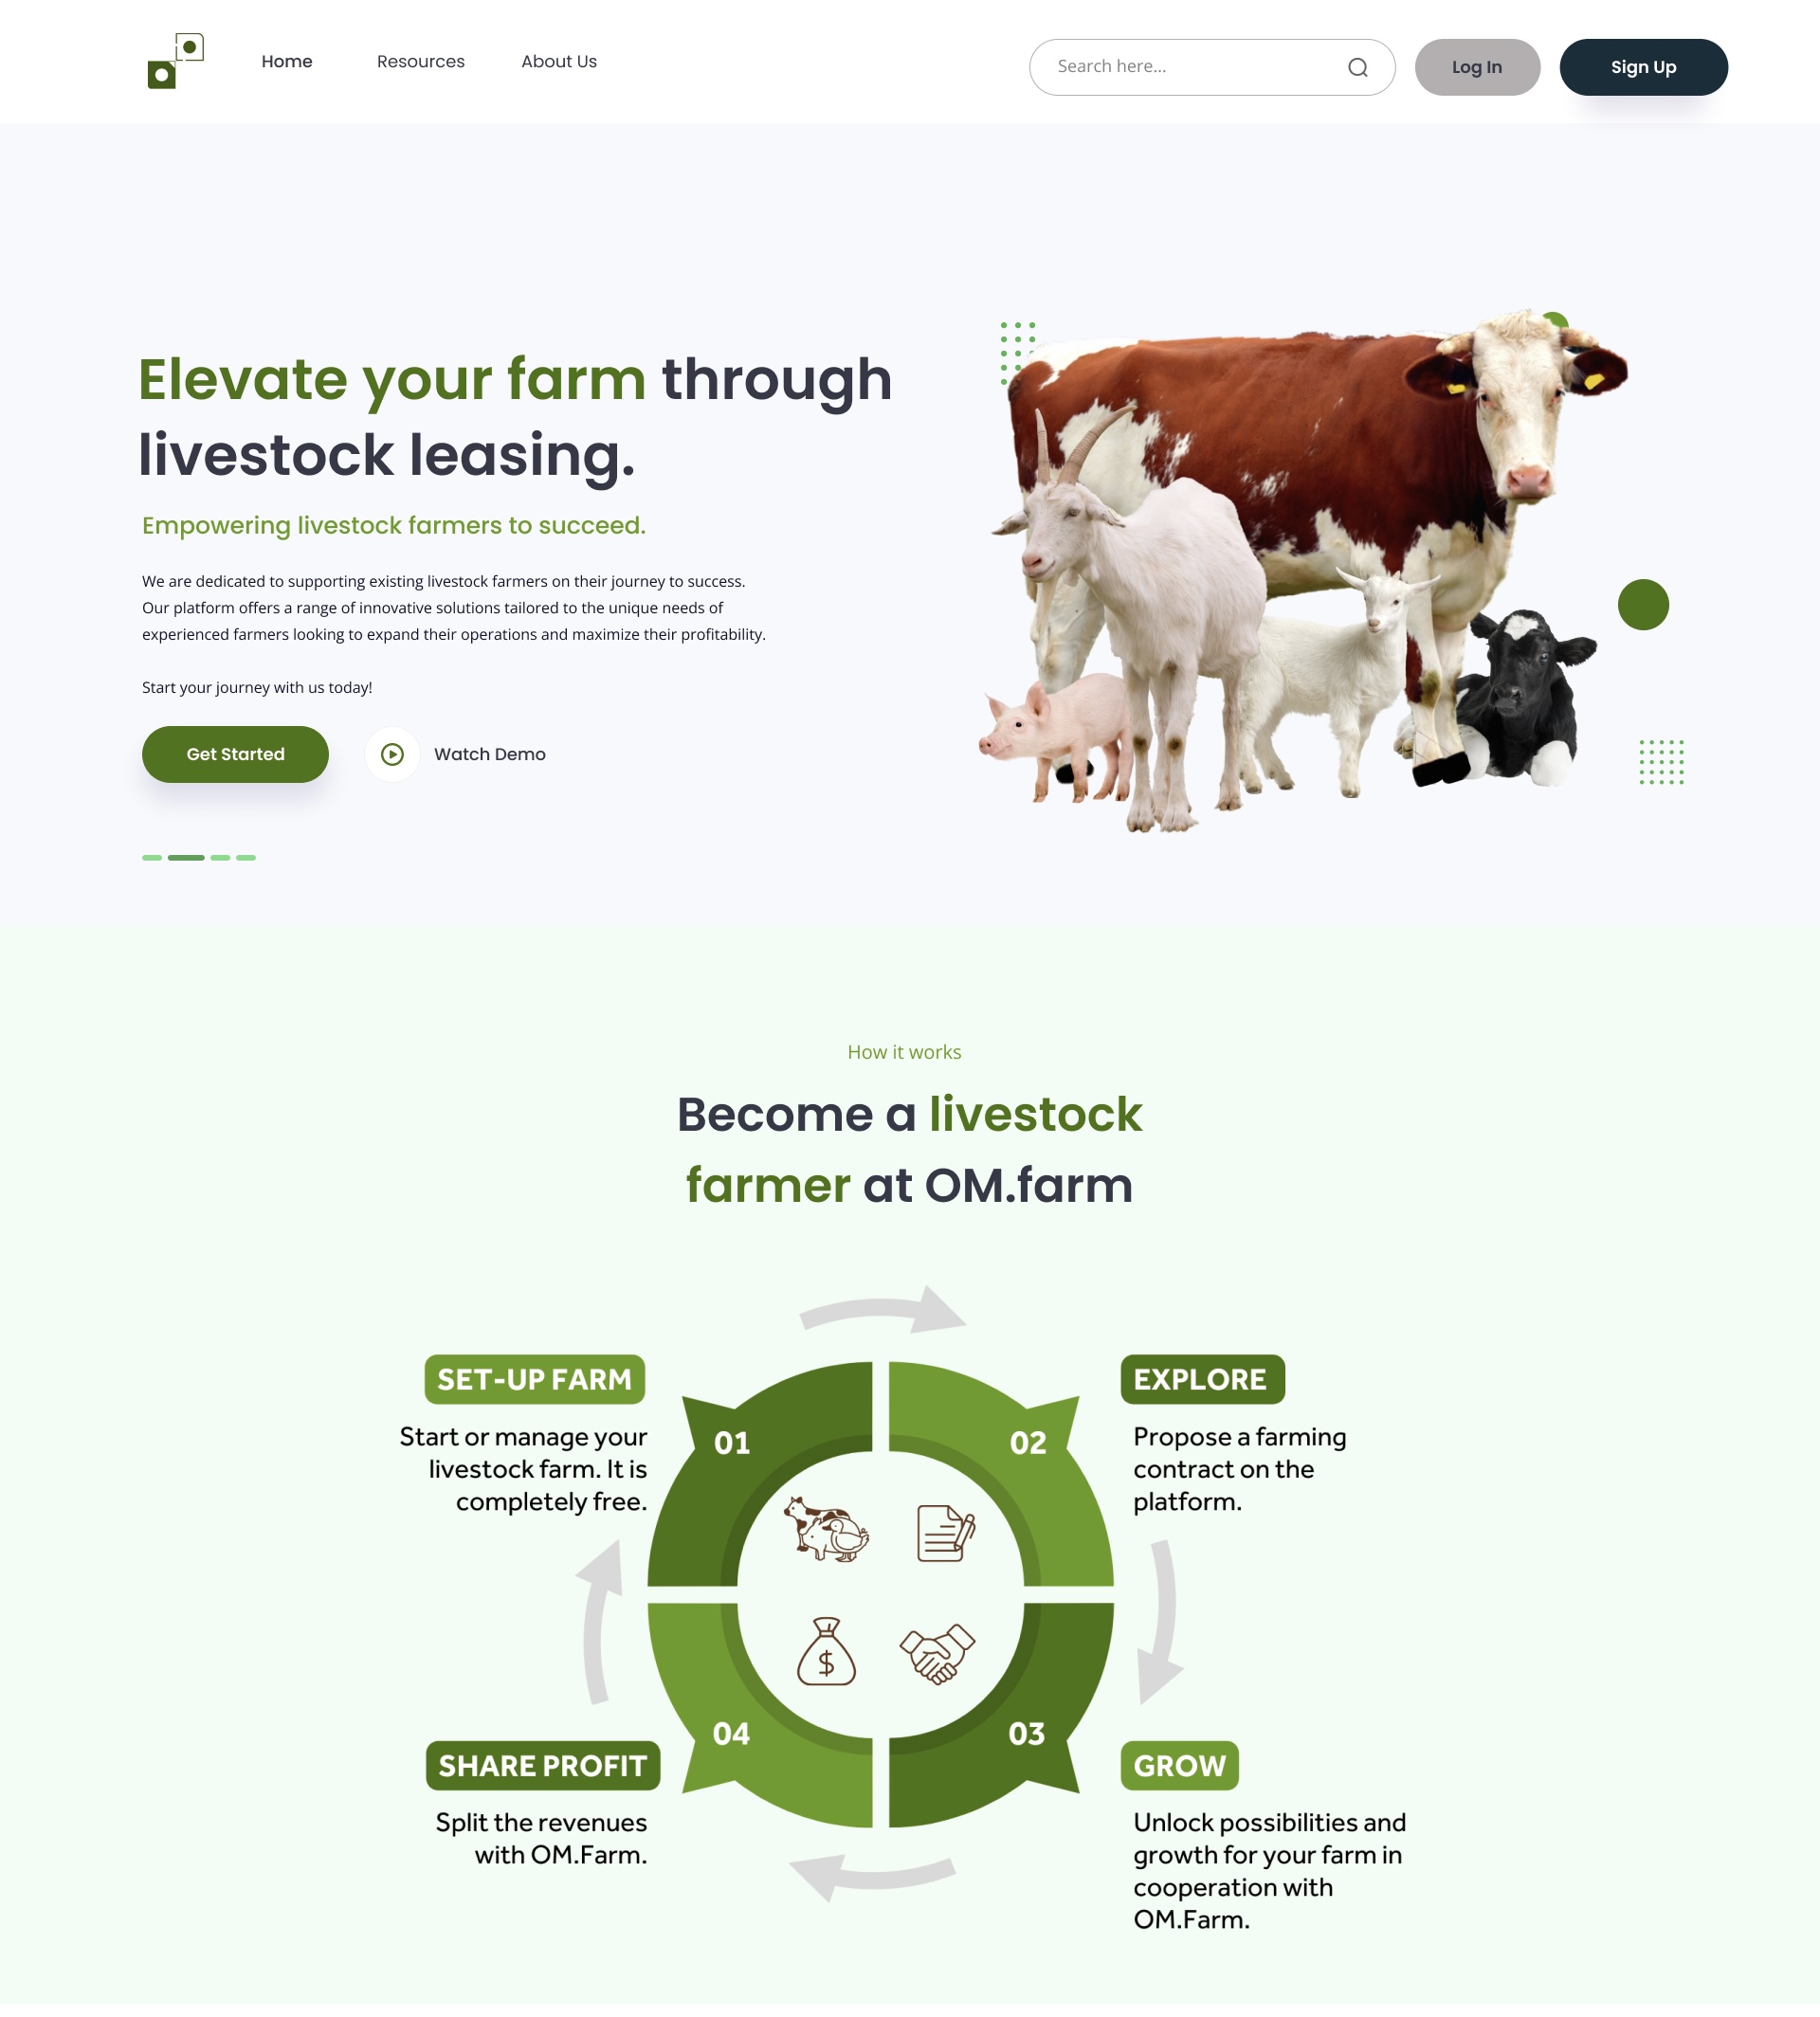 Home
Resources
About Us
Search here...
Log In
Sign Up
Elevate your farm through
livestock leasing.
Empowering livestock farmers to succeed.
We are dedicated to supporting existing livestock farmers on their journey to success.
Our platform offers a range of innovative solutions tailored to the unique needs of
experienced farmers looking to expand their operations and maximize their profitability.
Start your journey with us today!
Get Started
Watch Demo
How it works
Become a livestock
farmer at OM.farm
SET-UP FARM
Start or manage your
livestock farm. It is
completely free.
01
02
EXPLORE
Propose a farming
contract on the
platform.
$
04
03
SHARE PROFIT
Split the revenues
with OM.Farm.
GROW
Unlock possibilities and
growth for your farm in
cooperation with
OM.Farm.